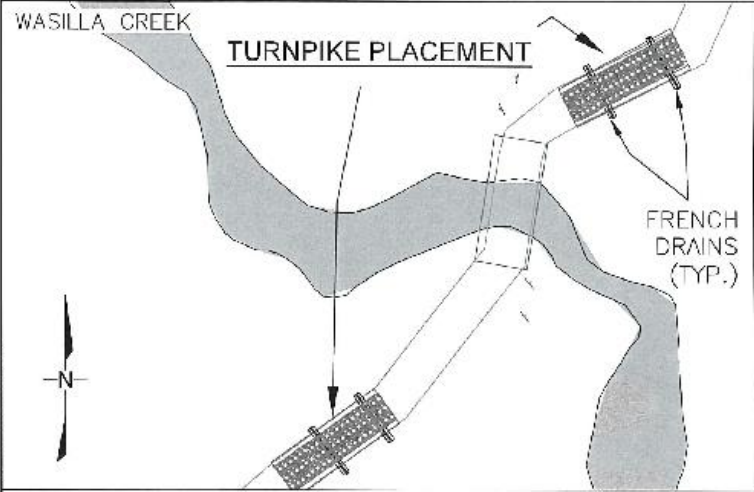 WASILLA CREEK
TURNPIKE PLACEMENT
FRENCH
DRAINS
(TYP.)
N